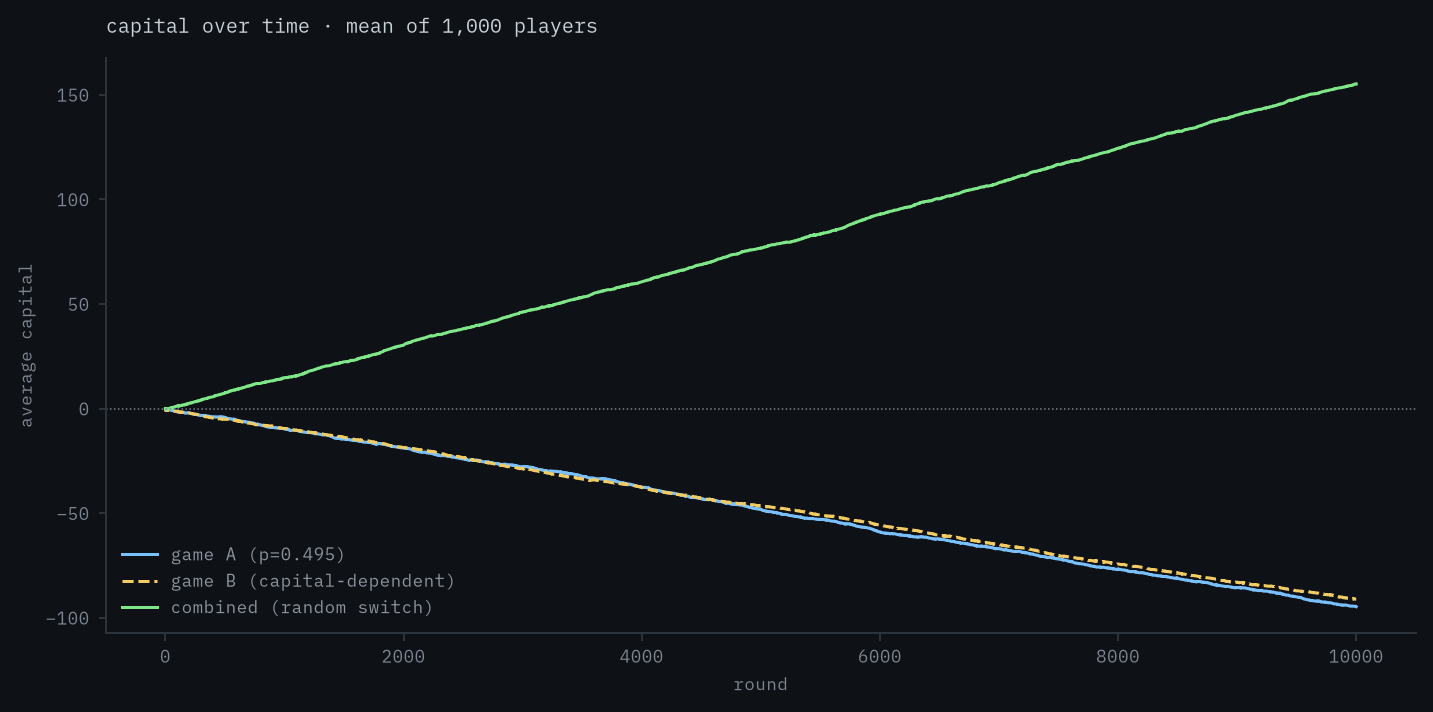 capital over time · mean of 1,000 players
150
100
50
0
−50
−100
average capital
game A (p=0.495)
game B (capital-dependent)
combined (random switch)
0 2000 4000 6000 8000 10000
round